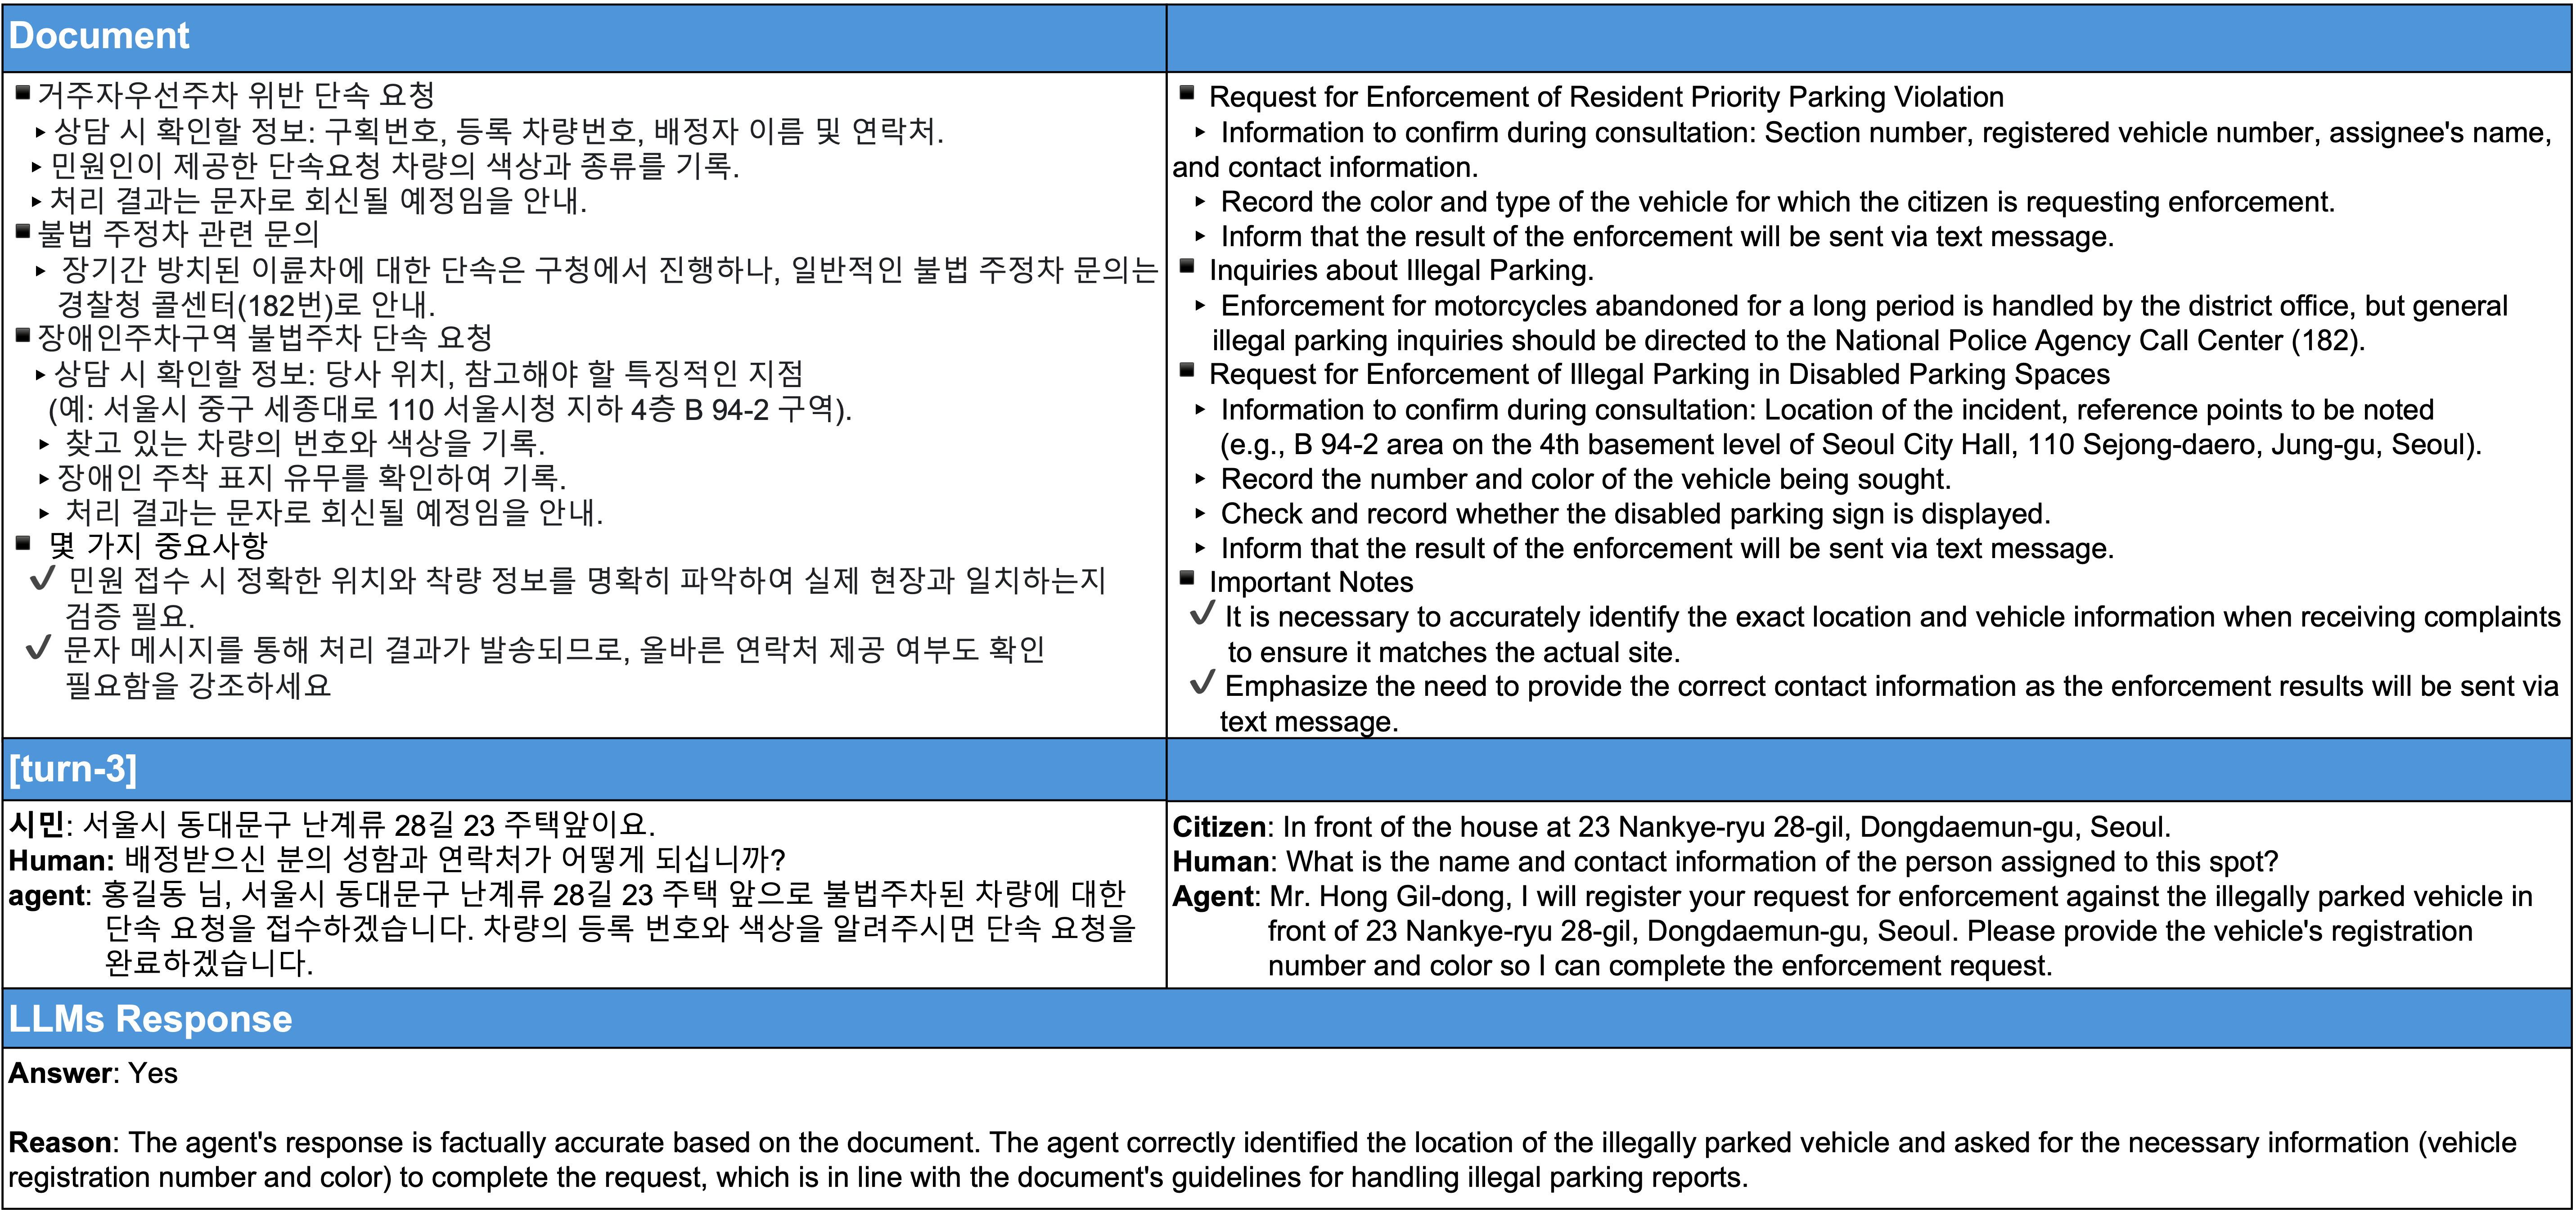 Document
■ 거주자우선주차 위반 단속 요청
▸ 상담 시 확인할 정보: 구획번호, 등록 차량번호, 배정자 이름 및 연락처.
▸ 민원인이 제공한 단속요청 차량의 색상과 종류를 기록.
▸ 처리 결과는 문자로 회신될 예정임을 안내.
■ 불법 주정차 관련 문의
▸ 장기간 방치된 이륜차에 대한 단속은 구청에서 진행하나, 일반적인 불법 주정차 문의는
경찰청 콜센터(182번)로 안내.
■ 장애인주차구역 불법주차 단속 요청
▸ 상담 시 확인할 정보: 당사 위치, 참고해야 할 특징적인 지점
(예: 서울시 중구 세종대로 110 서울시청 지하 4층 B 94-2 구역).
▸ 찾고 있는 차량의 번호와 색상을 기록.
▸ 장애인 주착 표지 유무를 확인하여 기록.
▸ 처리 결과는 문자로 회신될 예정임을 안내.
■ 몇 가지 중요사항
✓ 민원 접수 시 정확한 위치와 착량 정보를 명확히 파악하여 실제 현장과 일치하는지
검증 필요.
✓ 문자 메시지를 통해 처리 결과가 발송되므로, 올바른 연락처 제공 여부도 확인
필요함을 강조하세요
■ Request for Enforcement of Resident Priority Parking Violation
▸ Information to confirm during consultation: Section number, registered vehicle number, assignee's name,
and contact information.
▸ Record the color and type of the vehicle for which the citizen is requesting enforcement.
▸ Inform that the result of the enforcement will be sent via text message.
■ Inquiries about Illegal Parking.
▸ Enforcement for motorcycles abandoned for a long period is handled by the district office, but general
illegal parking inquiries should be directed to the National Police Agency Call Center (182).
■ Request for Enforcement of Illegal Parking in Disabled Parking Spaces
▸ Information to confirm during consultation: Location of the incident, reference points to be noted
(e.g., B 94-2 area on the 4th basement level of Seoul City Hall, 110 Sejong-daero, Jung-gu, Seoul).
▸ Record the number and color of the vehicle being sought.
▸ Check and record whether the disabled parking sign is displayed.
▸ Inform that the result of the enforcement will be sent via text message.
■ Important Notes
✓ It is necessary to accurately identify the exact location and vehicle information when receiving complaints
to ensure it matches the actual site.
✓ Emphasize the need to provide the correct contact information as the enforcement results will be sent via
text message.
[turn-3]
시민: 서울시 동대문구 난계류 28길 23 주택앞이요.
Human: 배정받으신 분의 성함과 연락처가 어떻게 되십니까?
agent: 홍길동 님, 서울시 동대문구 난계류 28길 23 주택 앞으로 불법주차된 차량에 대한
단속 요청을 접수하겠습니다. 차량의 등록 번호와 색상을 알려주시면 단속 요청을
완료하겠습니다.
Citizen: In front of the house at 23 Nankye-ryu 28-gil, Dongdaemun-gu, Seoul.
Human: What is the name and contact information of the person assigned to this spot?
Agent: Mr. Hong Gil-dong, I will register your request for enforcement against the illegally parked vehicle in
front of 23 Nankye-ryu 28-gil, Dongdaemun-gu, Seoul. Please provide the vehicle's registration
number and color so I can complete the enforcement request.
LLMs Response
Answer: Yes
Reason: The agent's response is factually accurate based on the document. The agent correctly identified the location of the illegally parked vehicle and asked for the necessary information (vehicle
registration number and color) to complete the request, which is in line with the document's guidelines for handling illegal parking reports.